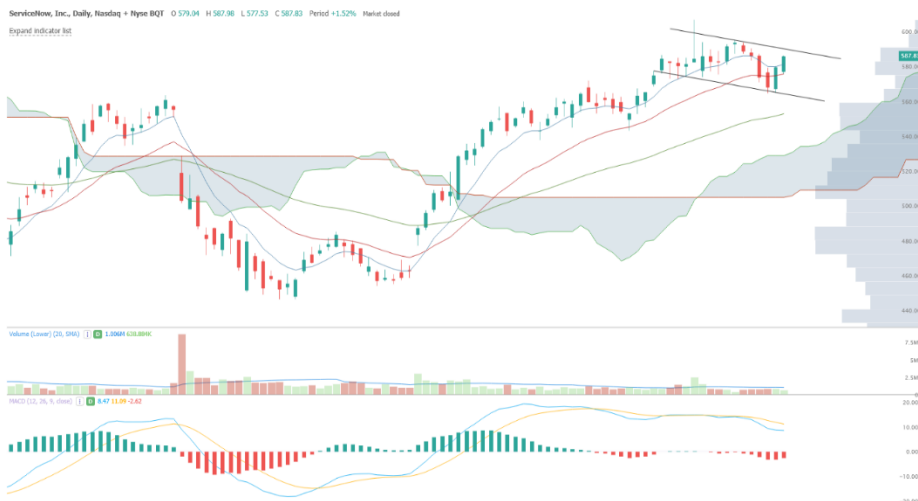 ServiceNow, Inc., Daily, Nasdaq + Nyse BQT O 579.04 H 587.98 L 577.53 C 587.83 Period +1.52% Market closed
Expand indicator list
600.0
587.83
580.00
560.00
540.00
520.00
500.00
480.00
460.00
440.00
Volume (Lower) (20, SMA) i D 1.006M 638.88K
7.5M
5M
2.5M
0
MACD (12, 26, 9, close) i D 8.47 11.09 -2.62
20.00
10.00
0.00
-10.00